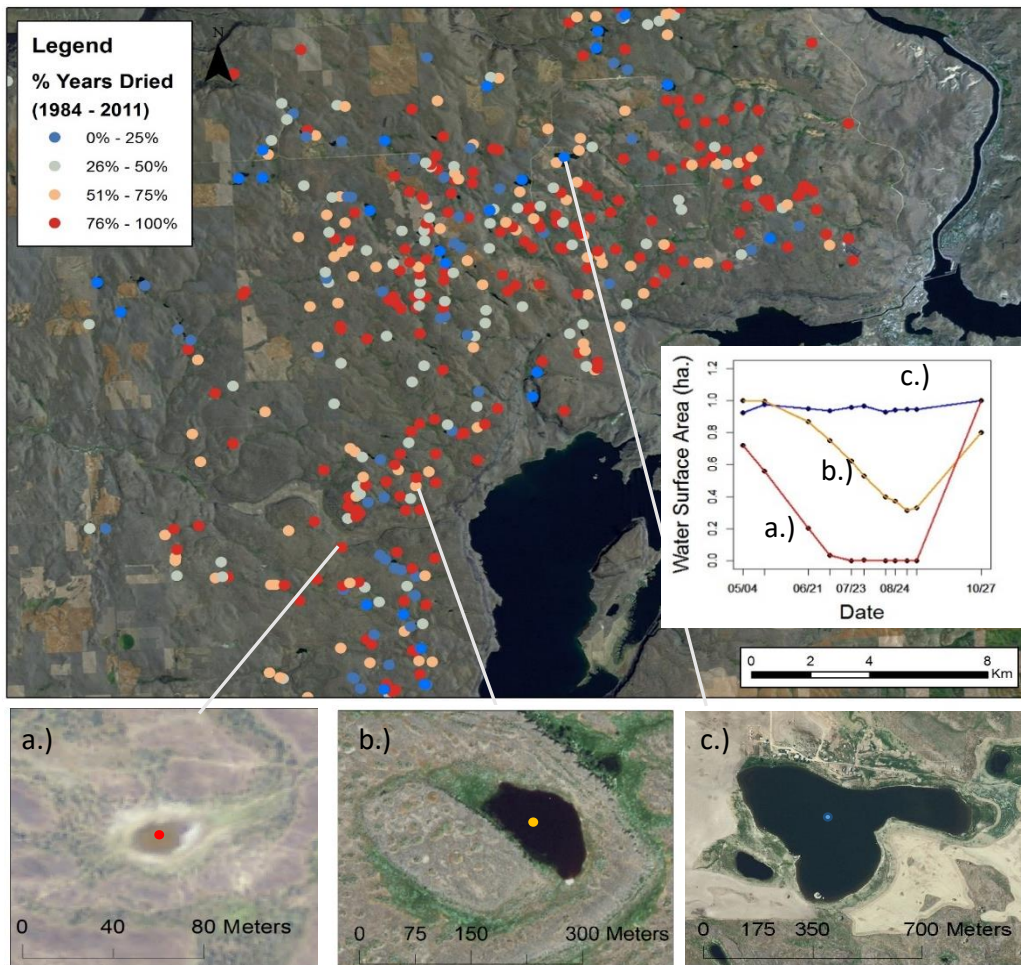 Legend
N
% Years Dried
(1984 - 2011)
0% - 25%
26% - 50%
51% - 75%
76% - 100%
c.)
b.)
a.)
Water Surface Area (ha.)
1.2
1.0
0.8
0.6
0.4
0.2
0.0
05/04 06/21 07/23 08/24 10/27
Date
0 2 4 8
Km
a.)
0 40 80 Meters
b.)
0 75 150 300 Meters
c.)
0 175 350 700 Meters